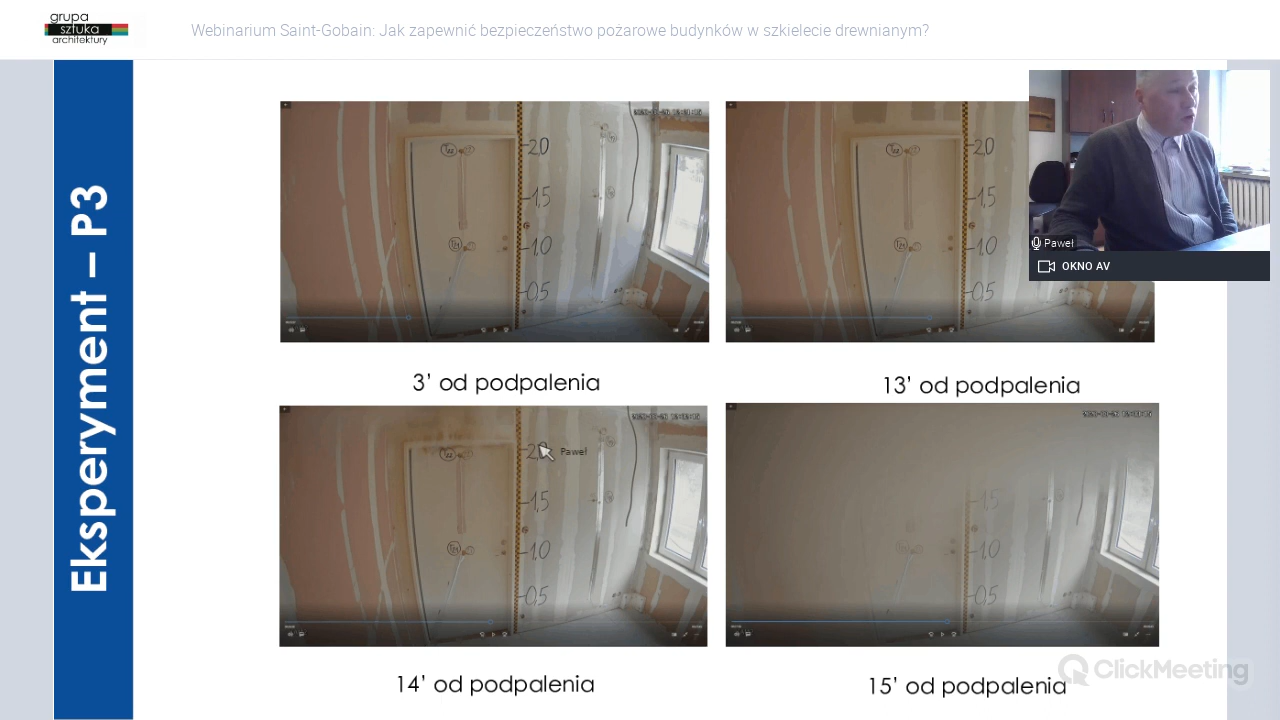 grupa
sztuka
architektury
Webinarium Saint-Gobain: Jak zapewnić bezpieczeństwo pożarowe budynków w szkielecie drewnianym?
Eksperyment – P3
2,0
1,5
1,0
0,5
3’ od podpalenia
2,0
1,5
1,0
0,5
13’ od podpalenia
Paweł
OKNO AV
Paweł
1,5
1,0
0,5
14’ od podpalenia
1,5
1,0
0,5
15’ od podpalenia
ClickMeeting